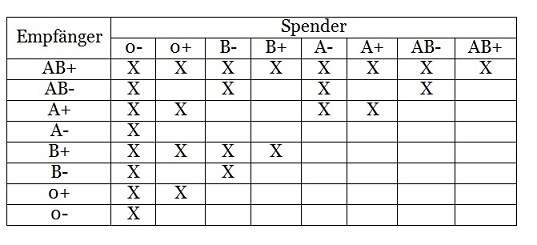 Empfänger Spender
0- 0+ B- B+ A- A+ AB- AB+
AB+ X X X X X X X X
AB- X X X X
A+ X X X X
A- X
B+ X X X X
B- X X
0+ X X
0- X